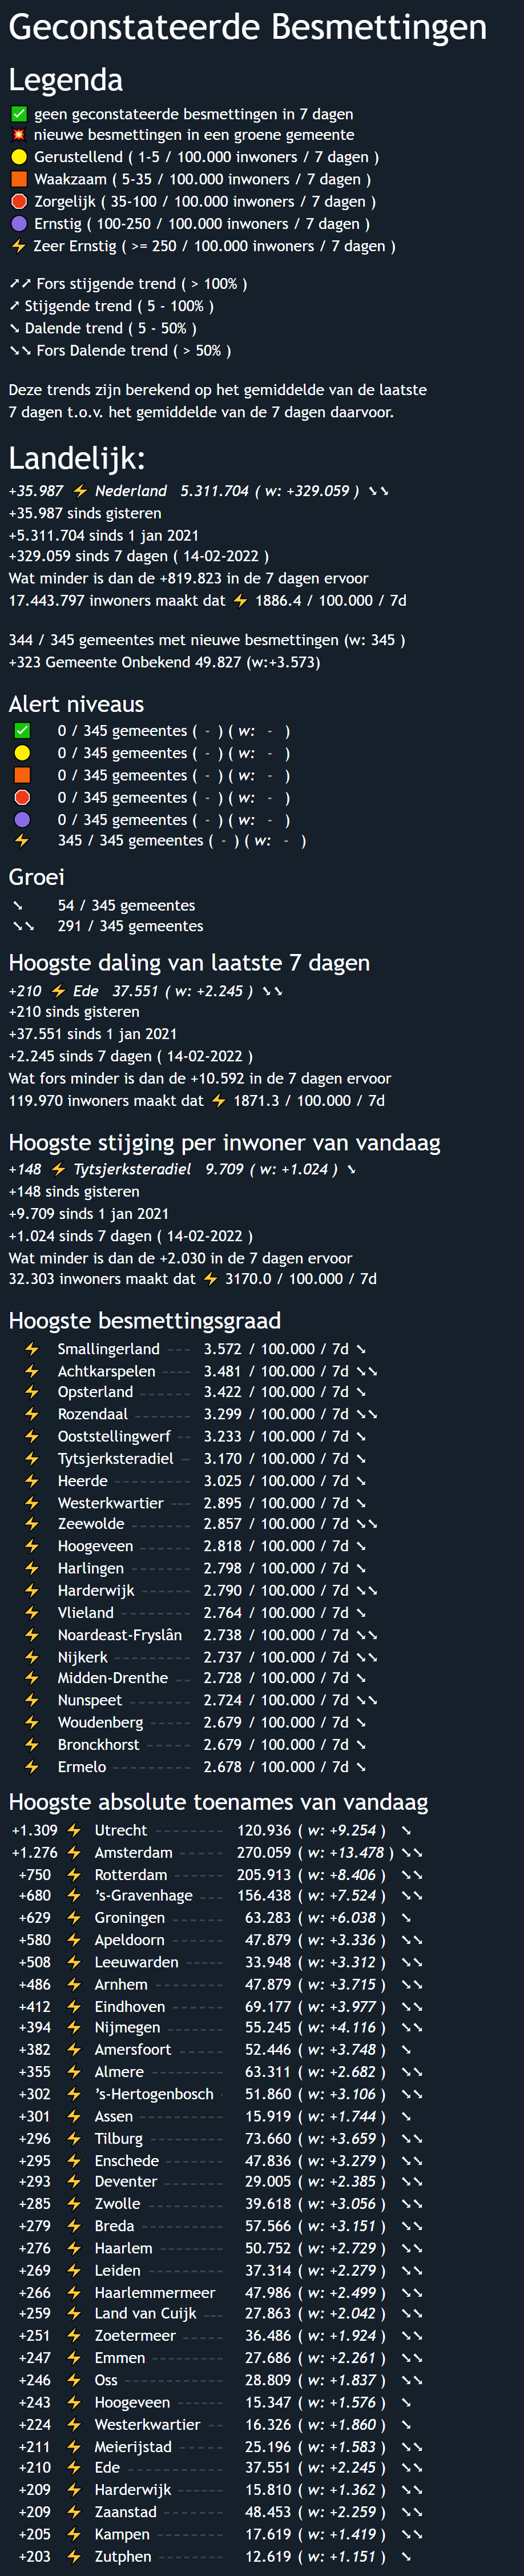 Geconstateerde Besmettingen
Legenda
✅ geen geconstateerde besmettingen in 7 dagen
💥 nieuwe besmettingen in een groene gemeente
🟡 Gerustellend ( 1-5 / 100.000 inwoners / 7 dagen )
🟧 Waakzaam ( 5-35 / 100.000 inwoners / 7 dagen )
🛑 Zorgelijk ( 35-100 / 100.000 inwoners / 7 dagen )
🟣 Ernstig ( 100-250 / 100.000 inwoners / 7 dagen )
⚡ Zeer Ernstig ( >= 250 / 100.000 inwoners / 7 dagen )
➚➚ Fors stijgende trend ( > 100% )
➚ Stijgende trend ( 5 - 100% )
➘ Dalende trend ( 5 - 50% )
➘➘ Fors Dalende trend ( > 50% )
Deze trends zijn berekend op het gemiddelde van de laatste
7 dagen t.o.v. het gemiddelde van de 7 dagen daarvoor.
Landelijk:
+35.987 ⚡ Nederland 5.311.704 ( w: +329.059 ) ➘➘
+35.987 sinds gisteren
+5.311.704 sinds 1 jan 2021
+329.059 sinds 7 dagen ( 14-02-2022 )
Wat minder is dan de +819.823 in de 7 dagen ervoor
17.443.797 inwoners maakt dat ⚡ 1886.4 / 100.000 / 7d
344 / 345 gemeentes met nieuwe besmettingen (w: 345 )
+323 Gemeente Onbekend 49.827 (w:+3.573)
Alert niveaus
✅ 0 / 345 gemeentes ( - ) ( w: - )
🟡 0 / 345 gemeentes ( - ) ( w: - )
🟧 0 / 345 gemeentes ( - ) ( w: - )
🛑 0 / 345 gemeentes ( - ) ( w: - )
🟣 0 / 345 gemeentes ( - ) ( w: - )
⚡ 345 / 345 gemeentes ( - ) ( w: - )
Groei
➘ 54 / 345 gemeentes
➘➘ 291 / 345 gemeentes
Hoogste daling van laatste 7 dagen
+210 ⚡ Ede 37.551 ( w: +2.245 ) ➘➘
+210 sinds gisteren
+37.551 sinds 1 jan 2021
+2.245 sinds 7 dagen ( 14-02-2022 )
Wat fors minder is dan de +10.592 in de 7 dagen ervoor
119.970 inwoners maakt dat ⚡ 1871.3 / 100.000 / 7d
Hoogste stijging per inwoner van vandaag
+148 ⚡ Tytsjerksteradiel 9.709 ( w: +1.024 ) ➘
+148 sinds gisteren
+9.709 sinds 1 jan 2021
+1.024 sinds 7 dagen ( 14-02-2022 )
Wat minder is dan de +2.030 in de 7 dagen ervoor
32.303 inwoners maakt dat ⚡ 3170.0 / 100.000 / 7d
Hoogste besmettingsgraad
⚡ Smallingerland --- 3.572 / 100.000 / 7d ➘
⚡ Achtkarspelen ---- 3.481 / 100.000 / 7d ➘➘
⚡ Opsterland ------- 3.422 / 100.000 / 7d ➘
⚡ Rozendaal -------- 3.299 / 100.000 / 7d ➘➘
⚡ Ooststellingwerf -- 3.233 / 100.000 / 7d ➘
⚡ Tytsjerksteradiel - 3.170 / 100.000 / 7d ➘
⚡ Heerde ----------- 3.025 / 100.000 / 7d ➘
⚡ Westerkwartier --- 2.895 / 100.000 / 7d ➘
⚡ Zeewolde -------- 2.857 / 100.000 / 7d ➘➘
⚡ Hoogeveen ------- 2.818 / 100.000 / 7d ➘
⚡ Harlingen -------- 2.798 / 100.000 / 7d ➘
⚡ Harderwijk ------- 2.790 / 100.000 / 7d ➘➘
⚡ Vlieland ---------- 2.764 / 100.000 / 7d ➘
⚡ Noardeast-Fryslân 2.738 / 100.000 / 7d ➘➘
⚡ Nijkerk ----------- 2.737 / 100.000 / 7d ➘➘
⚡ Midden-Drenthe -- 2.728 / 100.000 / 7d ➘
⚡ Nunspeet --------- 2.724 / 100.000 / 7d ➘➘
⚡ Woudenberg ------ 2.679 / 100.000 / 7d ➘
⚡ Bronckhorst ------ 2.679 / 100.000 / 7d ➘
⚡ Ermelo ----------- 2.678 / 100.000 / 7d ➘
Hoogste absolute toenames van vandaag
+1.309 ⚡ Utrecht ---------- 120.936 ( w: +9.254 ) ➘
+1.276 ⚡ Amsterdam ------- 270.059 ( w: +13.478 ) ➘➘
+750 ⚡ Rotterdam -------- 205.913 ( w: +8.406 ) ➘➘
+680 ⚡ 's-Gravenhage --- 156.438 ( w: +7.524 ) ➘➘
+629 ⚡ Groningen -------- 63.283 ( w: +6.038 ) ➘
+580 ⚡ Apeldoorn -------- 47.879 ( w: +3.336 ) ➘➘
+508 ⚡ Leeuwarden ----- 33.948 ( w: +3.312 ) ➘➘
+486 ⚡ Arnhem ---------- 47.879 ( w: +3.715 ) ➘➘
+412 ⚡ Eindhoven -------- 69.177 ( w: +3.977 ) ➘➘
+394 ⚡ Nijmegen --------- 55.245 ( w: +4.116 ) ➘➘
+382 ⚡ Amersfoort ------- 52.446 ( w: +3.748 ) ➘
+355 ⚡ Almere ----------- 63.311 ( w: +2.682 ) ➘➘
+302 ⚡ 's-Hertogenbosch - 51.860 ( w: +3.106 ) ➘➘
+301 ⚡ Assen ------------ 15.919 ( w: +1.744 ) ➘
+296 ⚡ Tilburg ----------- 73.660 ( w: +3.659 ) ➘➘
+295 ⚡ Enschede --------- 47.836 ( w: +3.279 ) ➘➘
+293 ⚡ Deventer --------- 29.005 ( w: +2.385 ) ➘➘
+285 ⚡ Zwolle ----------- 39.618 ( w: +3.056 ) ➘➘
+279 ⚡ Breda ------------ 57.566 ( w: +3.151 ) ➘➘
+276 ⚡ Haarlem --------- 50.752 ( w: +2.729 ) ➘➘
+269 ⚡ Leiden ----------- 37.314 ( w: +2.279 ) ➘➘
+266 ⚡ Haarlemmermeer 47.986 ( w: +2.499 ) ➘➘
+259 ⚡ Land van Cuijk --- 27.863 ( w: +2.042 ) ➘➘
+251 ⚡ Zoetermeer ------ 36.486 ( w: +1.924 ) ➘
+247 ⚡ Emmen ----------- 27.686 ( w: +2.261 ) ➘➘
+246 ⚡ Oss --------------- 28.809 ( w: +1.837 ) ➘➘
+243 ⚡ Hoogeveen ------- 15.347 ( w: +1.576 ) ➘
+224 ⚡ Westerkwartier -- 16.326 ( w: +1.860 ) ➘
+211 ⚡ Meierijstad ------ 25.196 ( w: +1.583 ) ➘➘
+210 ⚡ Ede --------------- 37.551 ( w: +2.245 ) ➘➘
+209 ⚡ Harderwijk ------- 15.810 ( w: +1.362 ) ➘➘
+209 ⚡ Zaanstad --------- 48.453 ( w: +2.259 ) ➘➘
+205 ⚡ Kampen ---------- 17.619 ( w: +1.419 ) ➘➘
+203 ⚡ Zutphen ---------- 12.619 ( w: +1.151 ) ➘